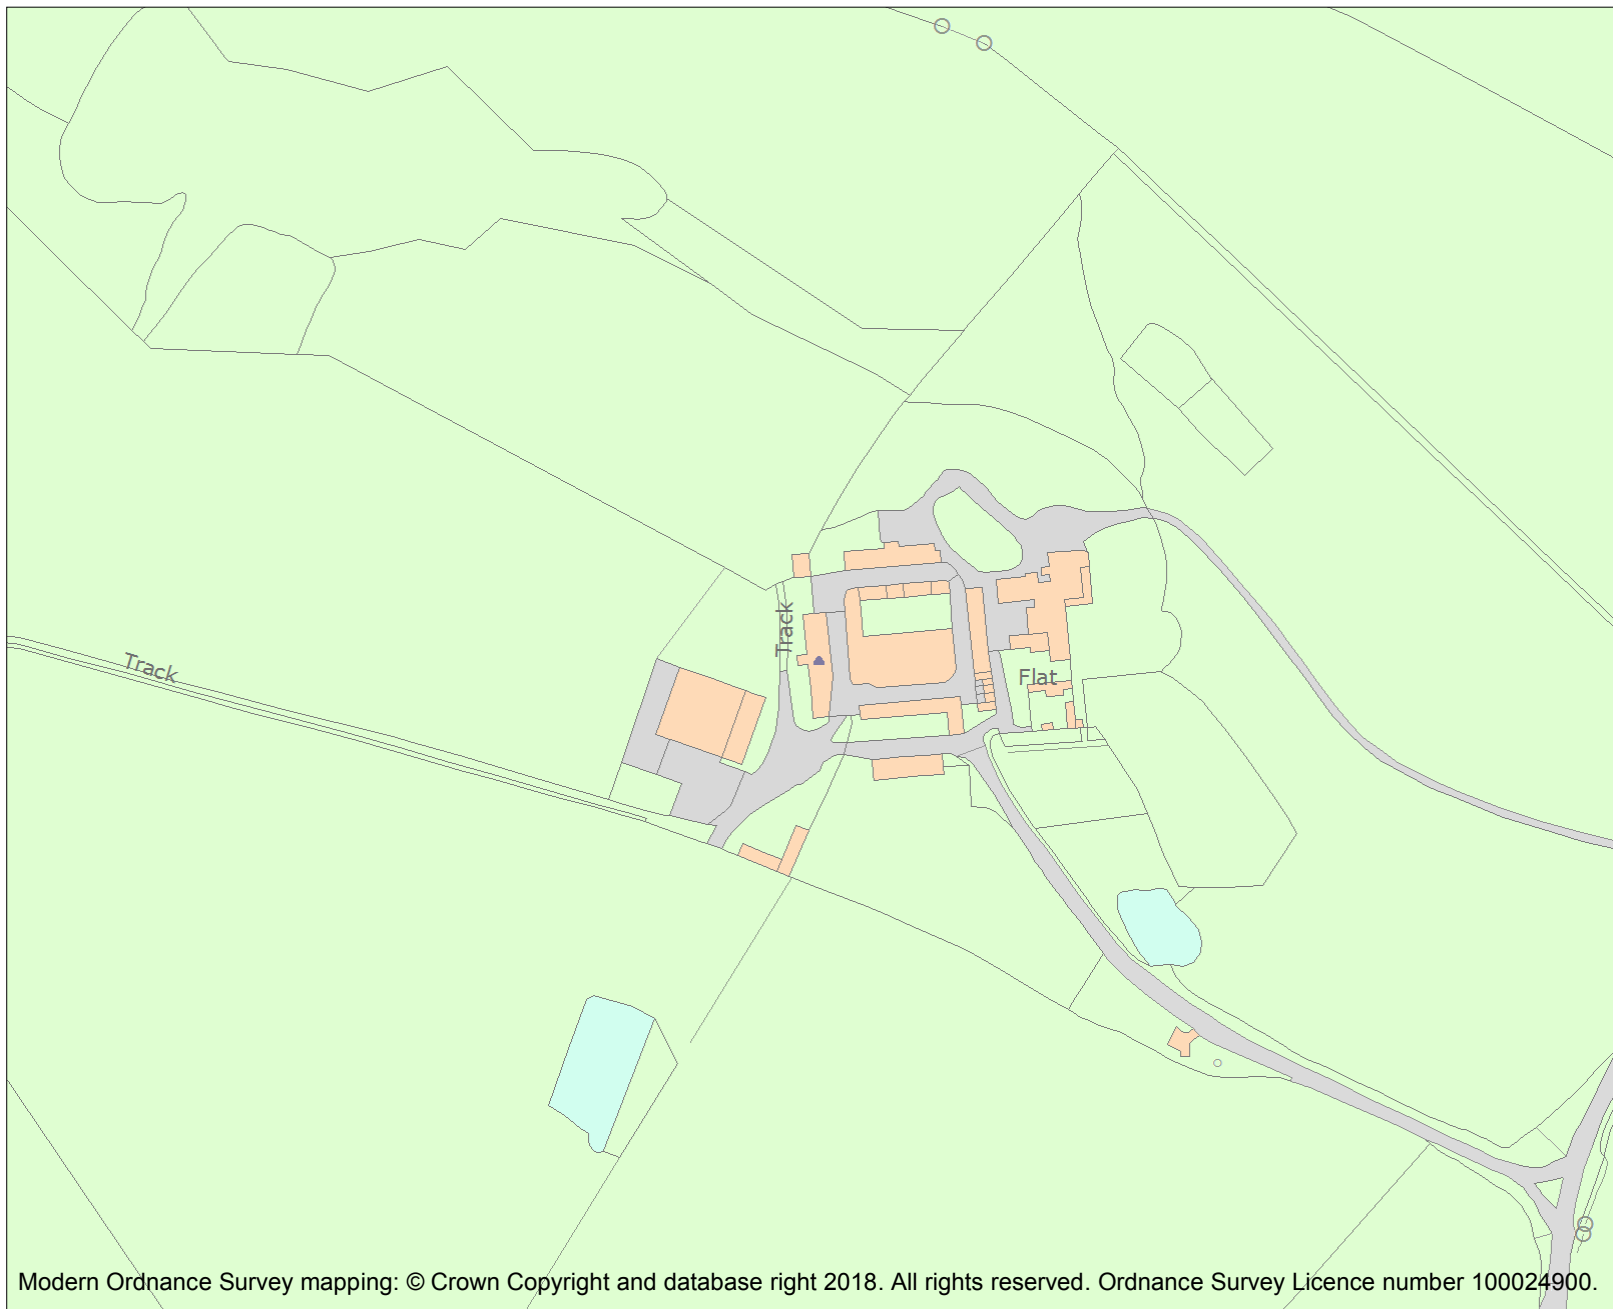 Track
Track
Flat
Modern Ordnance Survey mapping: © Crown Copyright and database right 2018. All rights reserved. Ordnance Survey Licence number 100024900.